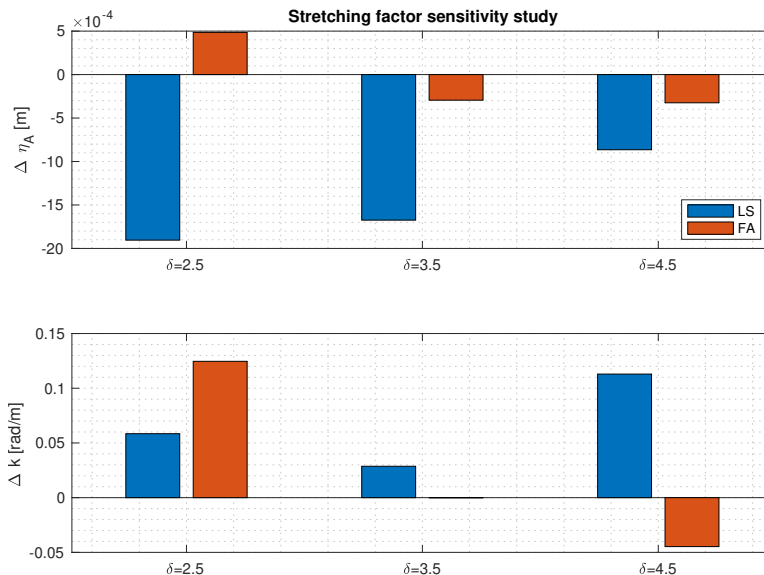 Stretching factor sensitivity study
×10⁻⁴
5
0
-5
-10
-15
-20
Δ η_A [m]
δ=2.5
δ=3.5
δ=4.5
LS
FA
0.15
0.1
0.05
0
-0.05
Δ k [rad/m]
δ=2.5
δ=3.5
δ=4.5